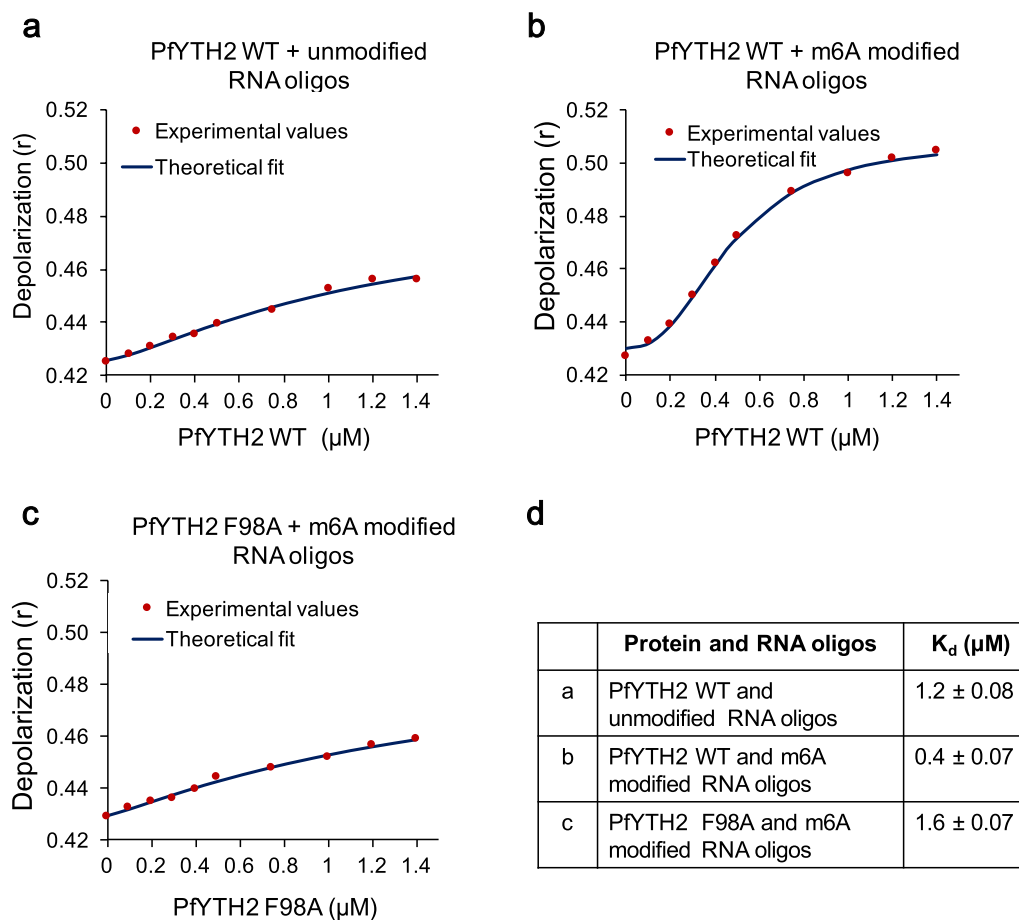 a
PfYTH2 WT + unmodified
RNA oligos
Depolarization (r)
0.52
0.50
0.48
0.46
0.44
0.42
Experimental values
Theoretical fit
0 0.2 0.4 0.6 0.8 1 1.2 1.4
PfYTH2 WT (µM)
b
PfYTH2 WT + m6A modified
RNA oligos
Depolarization (r)
0.52
0.50
0.48
0.46
0.44
0.42
Experimental values
Theoretical fit
0 0.2 0.4 0.6 0.8 1 1.2 1.4
PfYTH2 WT (µM)
c
PfYTH2 F98A + m6A modified
RNA oligos
Depolarization (r)
0.52
0.50
0.48
0.46
0.44
0.42
Experimental values
Theoretical fit
0 0.2 0.4 0.6 0.8 1 1.2 1.4
PfYTH2 F98A (µM)
d
Protein and RNA oligos Kd (µM)
a PfYTH2 WT and 1.2 ± 0.08
unmodified RNA oligos
b PfYTH2 WT and m6A 0.4 ± 0.07
modified RNA oligos
c PfYTH2 F98A and m6A 1.6 ± 0.07
modified RNA oligos